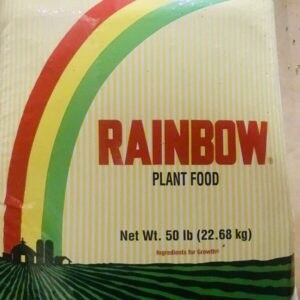 RAINBOW®
PLANT FOOD
Net Wt. 50 lb (22.68 kg)
Ingredients for Growth®